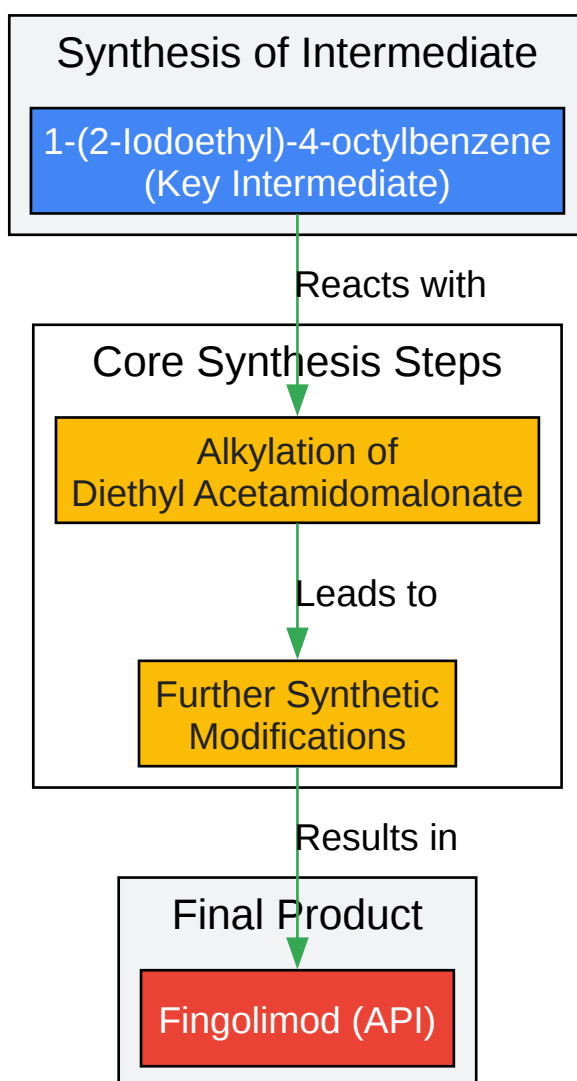 Synthesis of Intermediate
1-(2-Iodoethyl)-4-octylbenzene
(Key Intermediate)
Reacts with
Core Synthesis Steps
Alkylation of
Diethyl Acetamidomalonate
Leads to
Further Synthetic
Modifications
Results in
Final Product
Fingolimod (API)